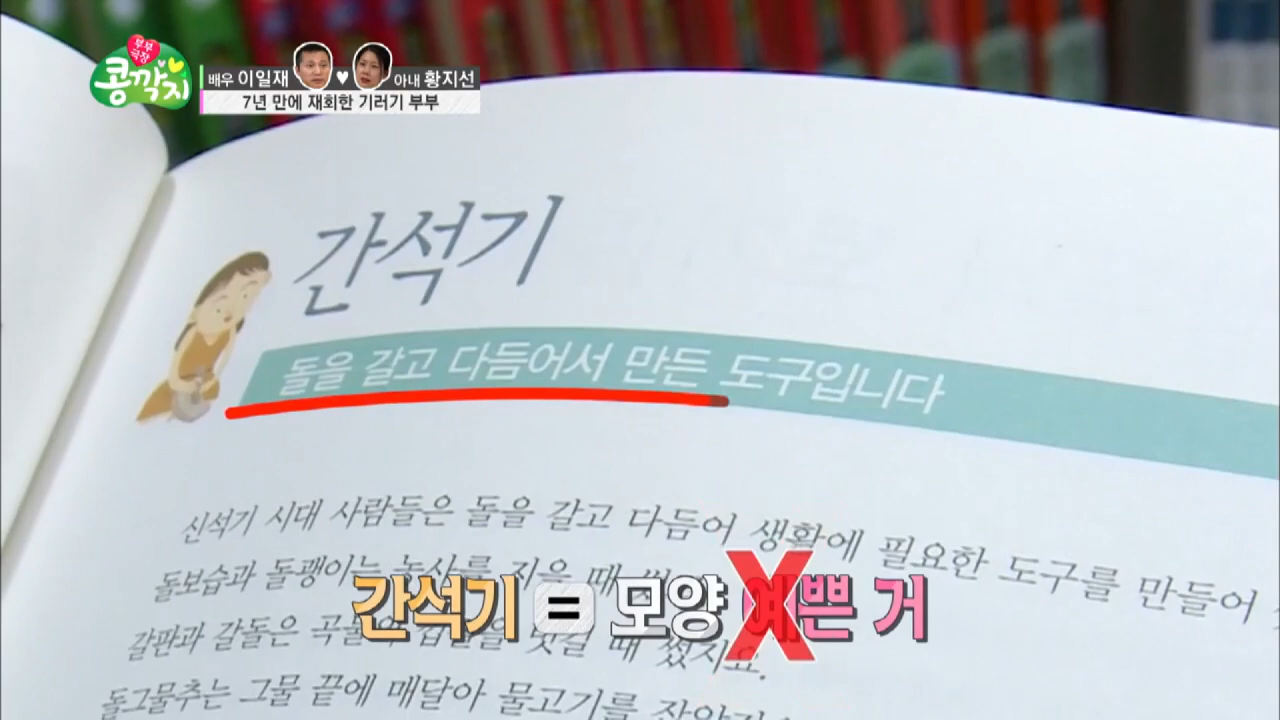 부부극장
콩깍지
배우 이일재 ♥ 아내 황지선
7년 만에 재회한 기러기 부부
간석기
돌을 갈고 다듬어서 만든 도구입니다
신석기 시대 사람들은 돌을 갈고 다듬어 생활에 필요한 도구를 만들어
돌보습과 돌괭이는 농사를 지을 때
갈판과 갈돌은 때 썼지요.
돌그물추는 그물 끝에 매달아 물고기를
간석기 = 모양 예쁜 거